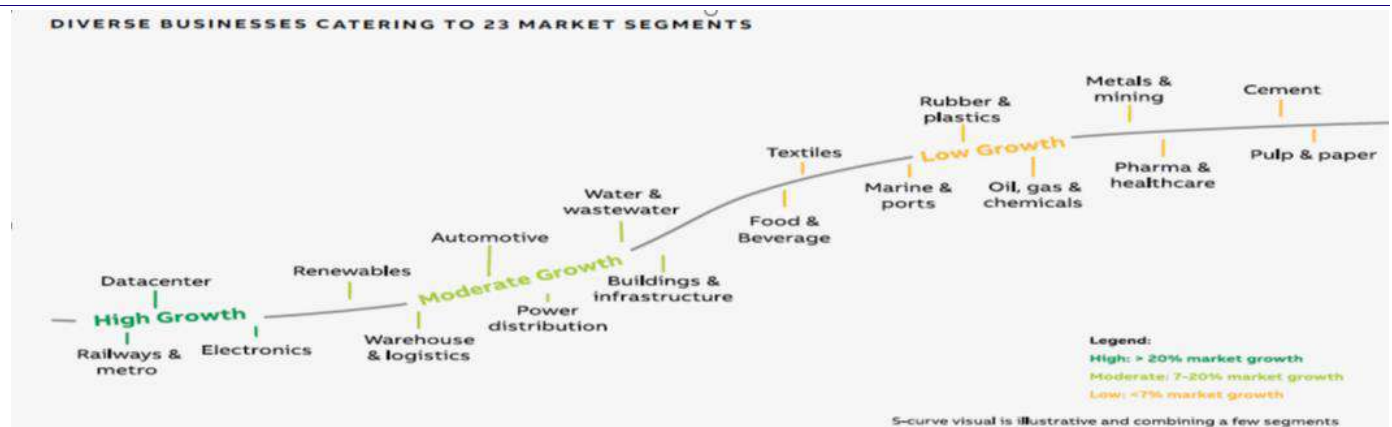 DIVERSE BUSINESSES CATERING TO 23 MARKET SEGMENTS
Metals &
mining
Cement
Rubber &
plastics
Low Growth
Textiles
Pulp & paper
Pharma &
healthcare
Marine &
ports
Oil, gas &
chemicals
Water &
wastewater
Food &
Beverage
Automotive
Moderate Growth
Renewables
Buildings &
infrastructure
Datacenter
High Growth
Power
distribution
Warehouse
& logistics
Electronics
Railways &
metro
Legend:
High: > 20% market growth
Moderate: 7-20% market growth
Low: <7% market growth
S-curve visual is illustrative and combining a few segments